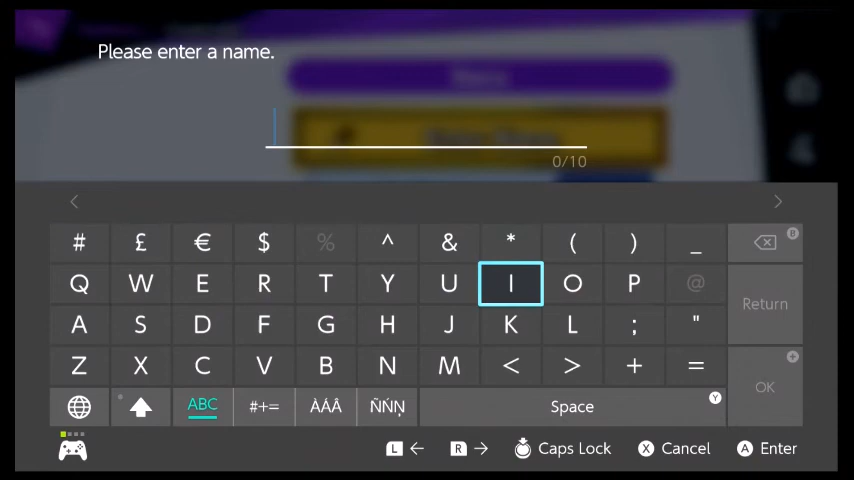 Please enter a name.
0/10
< >
# £ € $ % ^ & * ( ) _
Q W E R T Y U I O P @ Return
A S D F G H J K L ; "
Z X C V B N M < > + = OK
ABC #+= ÀÁÂ ÑŃŅ Space Y
L ← R → Caps Lock X Cancel A Enter